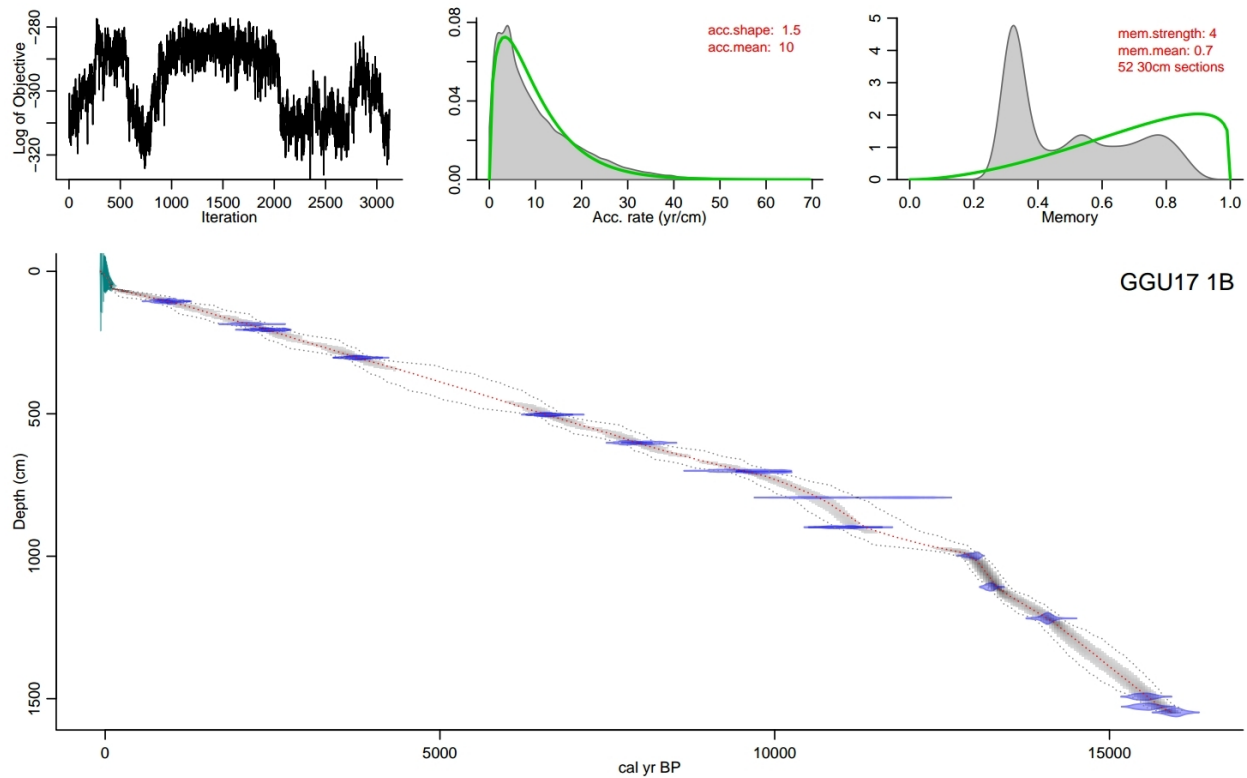 -280
-300
-320
Log of Objective
0 500 1000 1500 2000 2500 3000
Iteration
0.08
0.04
0.00
acc.shape: 1.5
acc.mean: 10
0 10 20 30 40 50 60 70
Acc. rate (yr/cm)
5
4
3
2
1
0
mem.strength: 4
mem.mean: 0.7
52 30cm sections
0.0 0.2 0.4 0.6 0.8 1.0
Memory
GGU17 1B
0
500
1000
1500
Depth (cm)
0 5000 10000 15000
cal yr BP